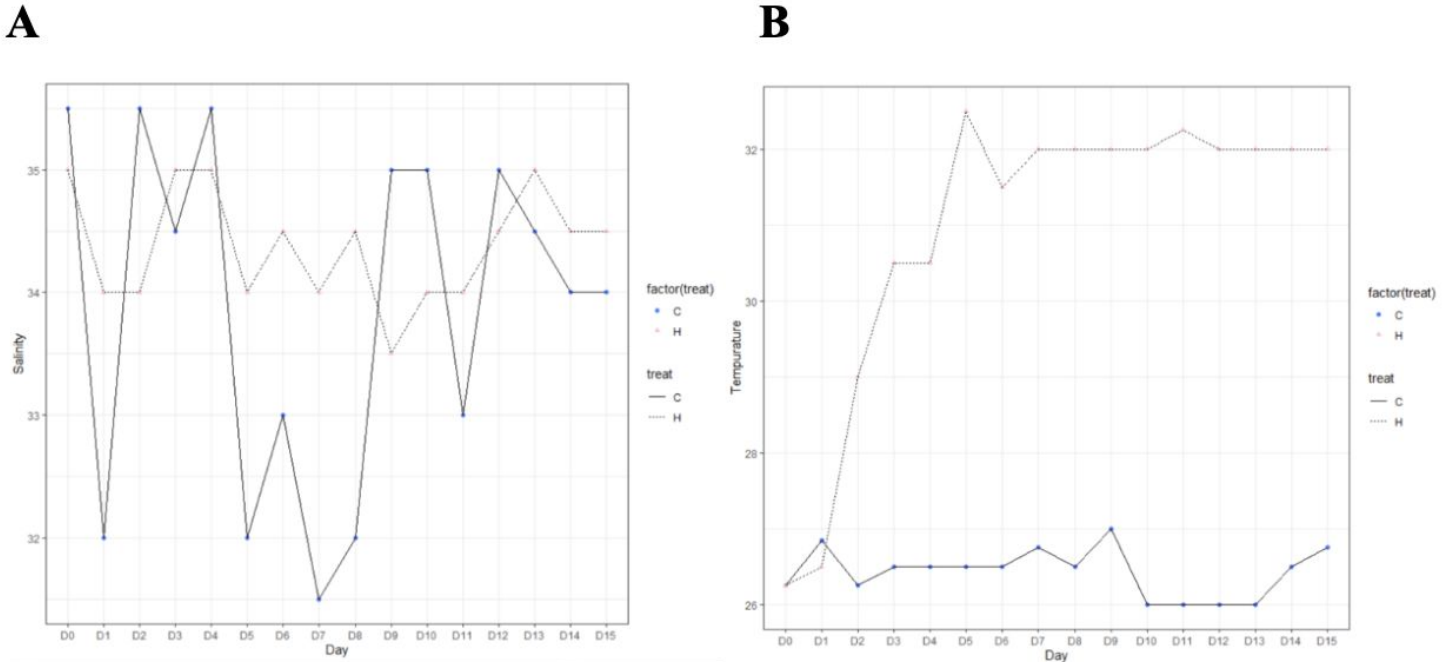 A
B
Salinity
35
34
33
32
D0 D1 D2 D3 D4 D5 D6 D7 D8 D9 D10 D11 D12 D13 D14 D15
Day
factor(treat)
C
H
treat
C
H
Tempurature
32
30
28
26
D0 D1 D2 D3 D4 D5 D6 D7 D8 D9 D10 D11 D12 D13 D14 D15
Day
factor(treat)
C
H
treat
C
H